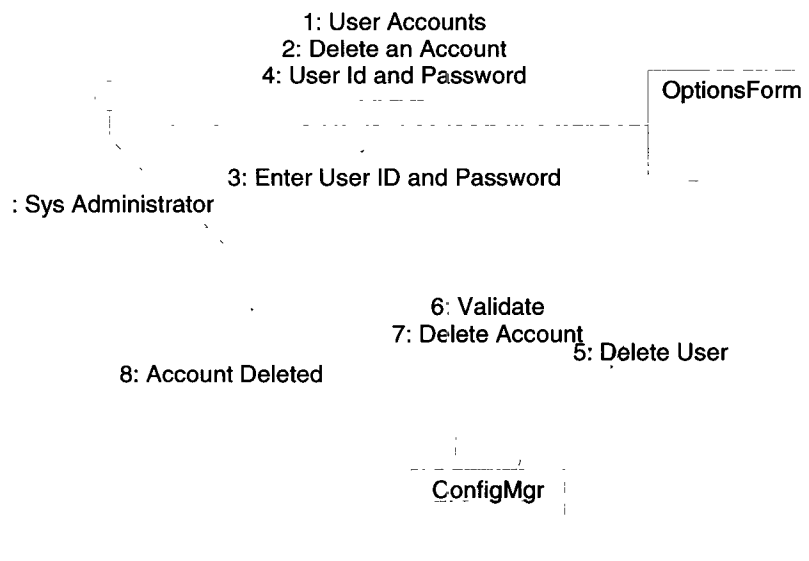 1: User Accounts
2: Delete an Account
4: User Id and Password
OptionsForm
3: Enter User ID and Password
: Sys Administrator
6: Validate
7: Delete Account
5: Delete User
8: Account Deleted
ConfigMgr